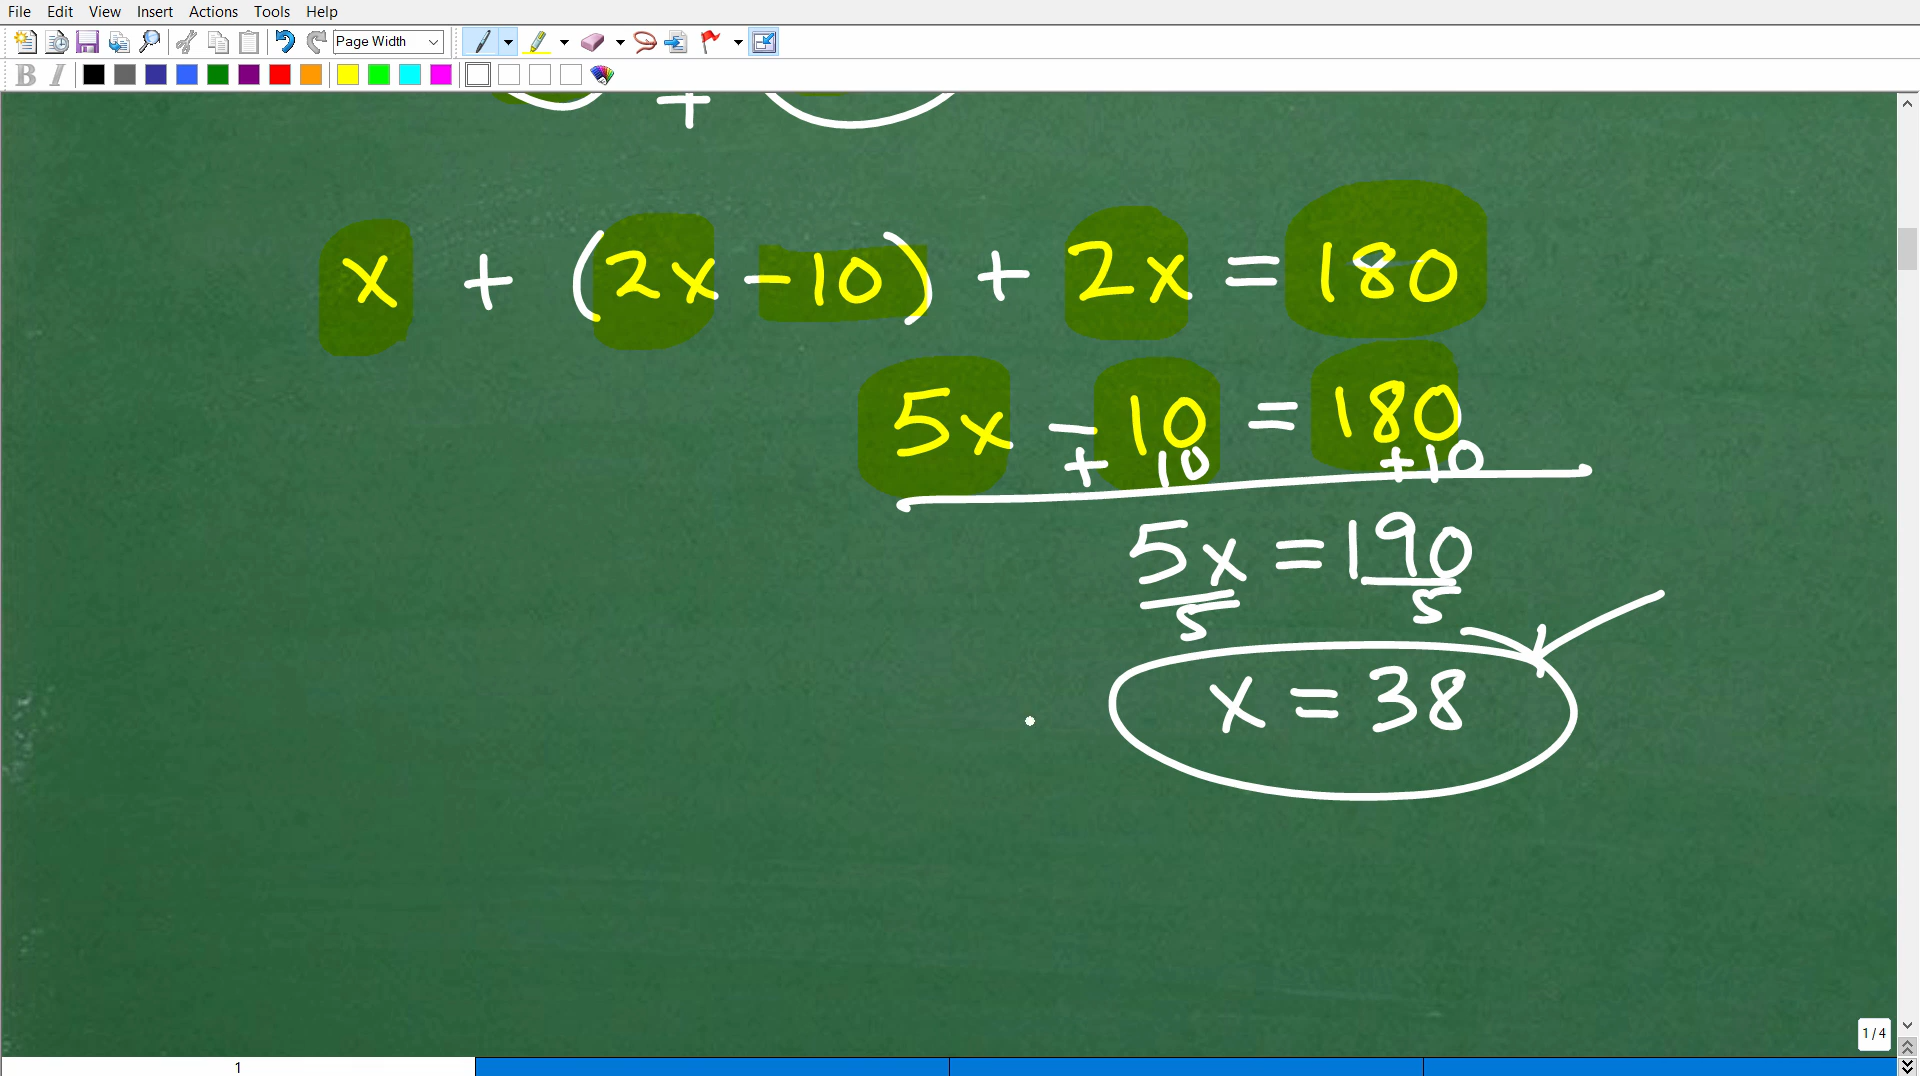 File Edit View Insert Actions Tools Help
Page Width
B I
+
x + (2x - 10) + 2x = 180
5x - 10 = 180
+ 10 +10
5x = 190
5 5
x = 38
1 / 4
1